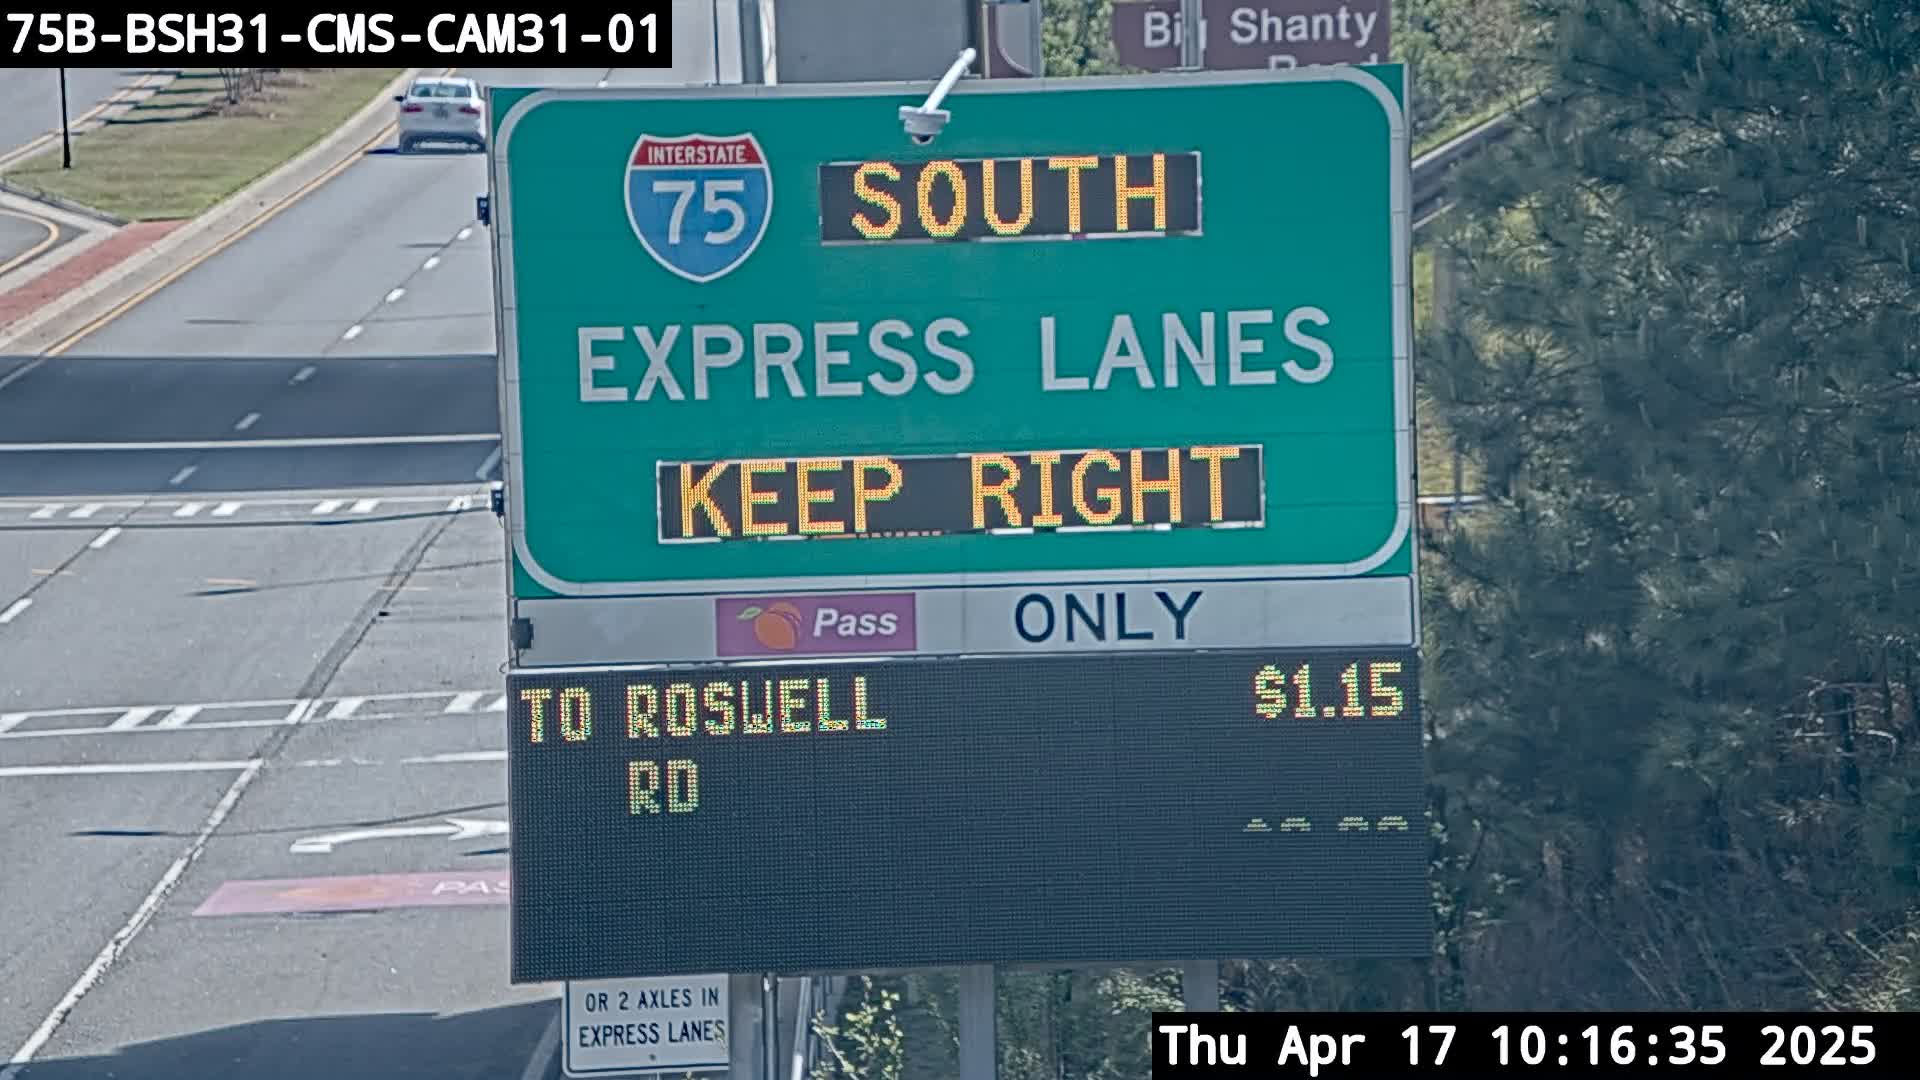 75B-BSH31-CMS-CAM31-01
Big Shanty
Road
INTERSTATE
75
SOUTH
EXPRESS LANES
KEEP RIGHT
Pass
ONLY
TO ROSWELL $1.15
RD
OR 2 AXLES IN
EXPRESS LANES
Thu Apr 17 10:16:35 2025